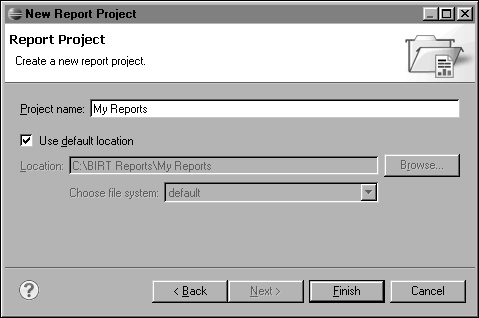 New Report Project
Report Project
Create a new report project.
Project name: My Reports
Use default location
Location: C:\BIRT Reports\My Reports Browse...
Choose file system: default
? < Back Next > Finish Cancel